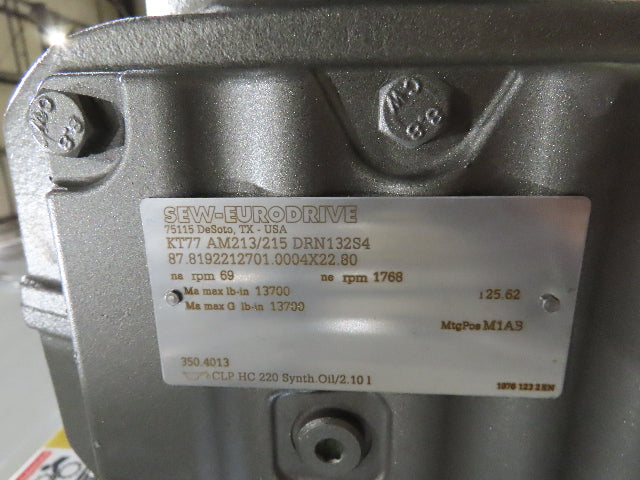 SEW-EURODRIVE
75115 DeSoto, TX - USA
KT77 AM213/215 DRN132S4
87.8192212701.0004X22.80
na rpm 69 ne rpm 1768
Ma max lb-in 13700 i 25.62
Ma max G lb-in 13700
MtgPos M1AB
350.4013
CLP HC 220 Synth.Oil/2.10 l
1876 123 2 EN
8.8
8.8